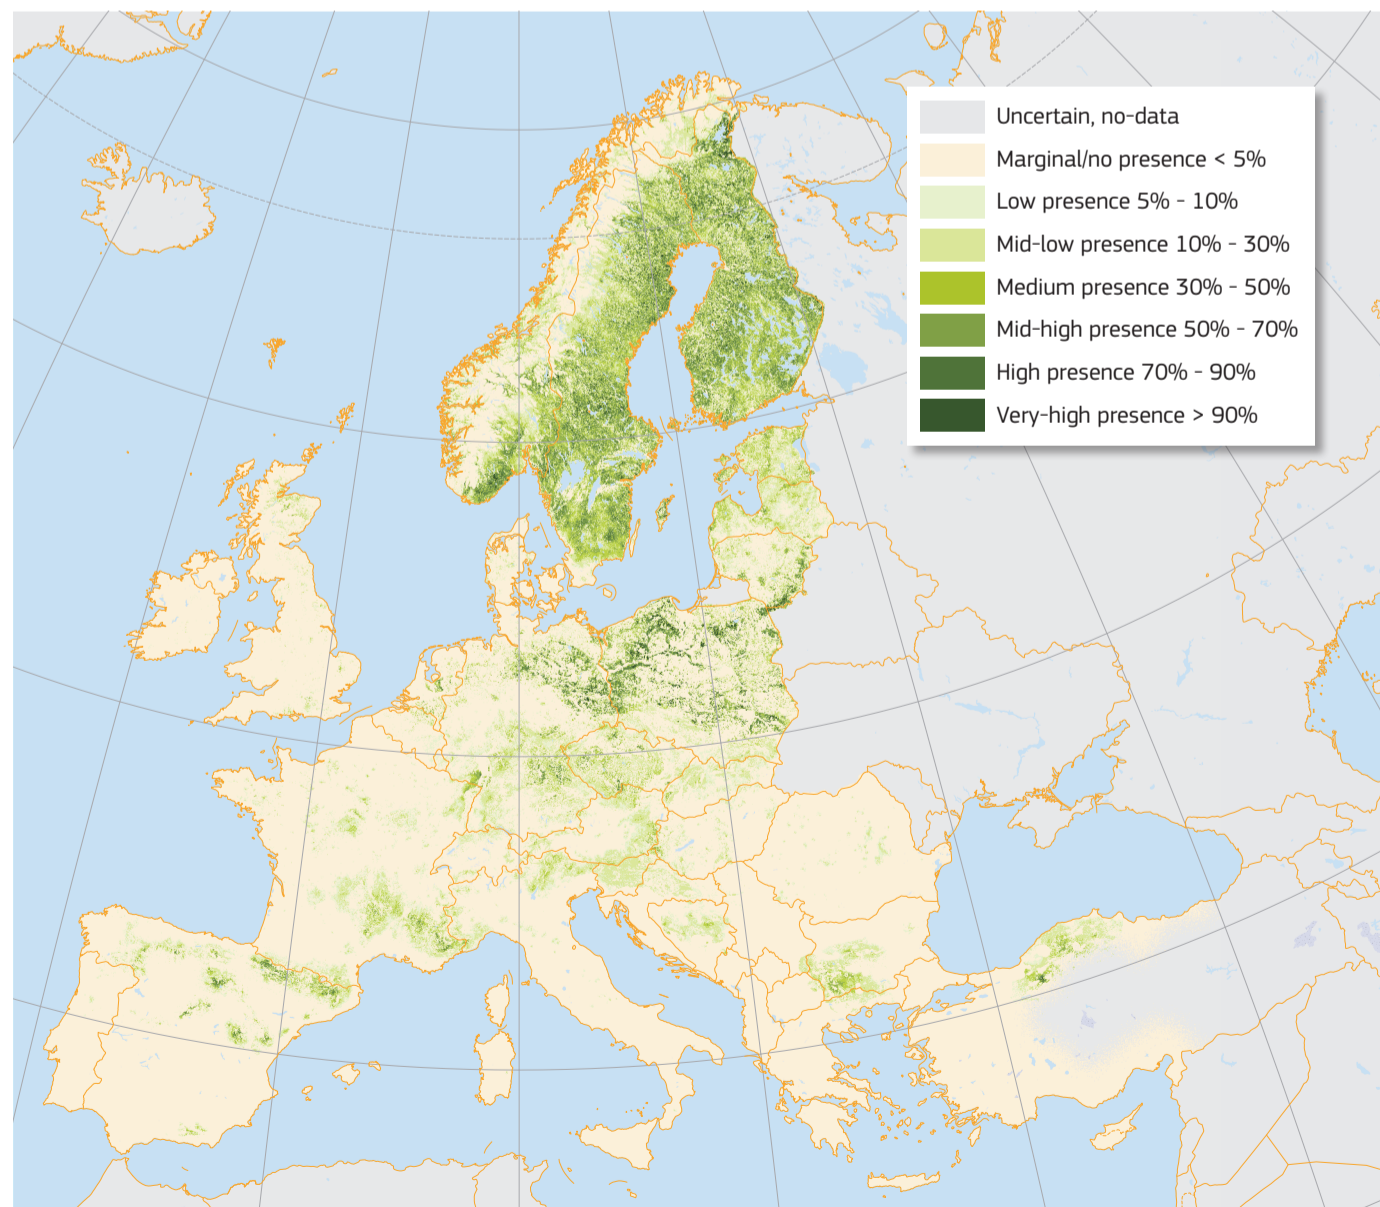 Uncertain, no-data
Marginal/no presence < 5%
Low presence 5% - 10%
Mid-low presence 10% - 30%
Medium presence 30% - 50%
Mid-high presence 50% - 70%
High presence 70% - 90%
Very-high presence > 90%